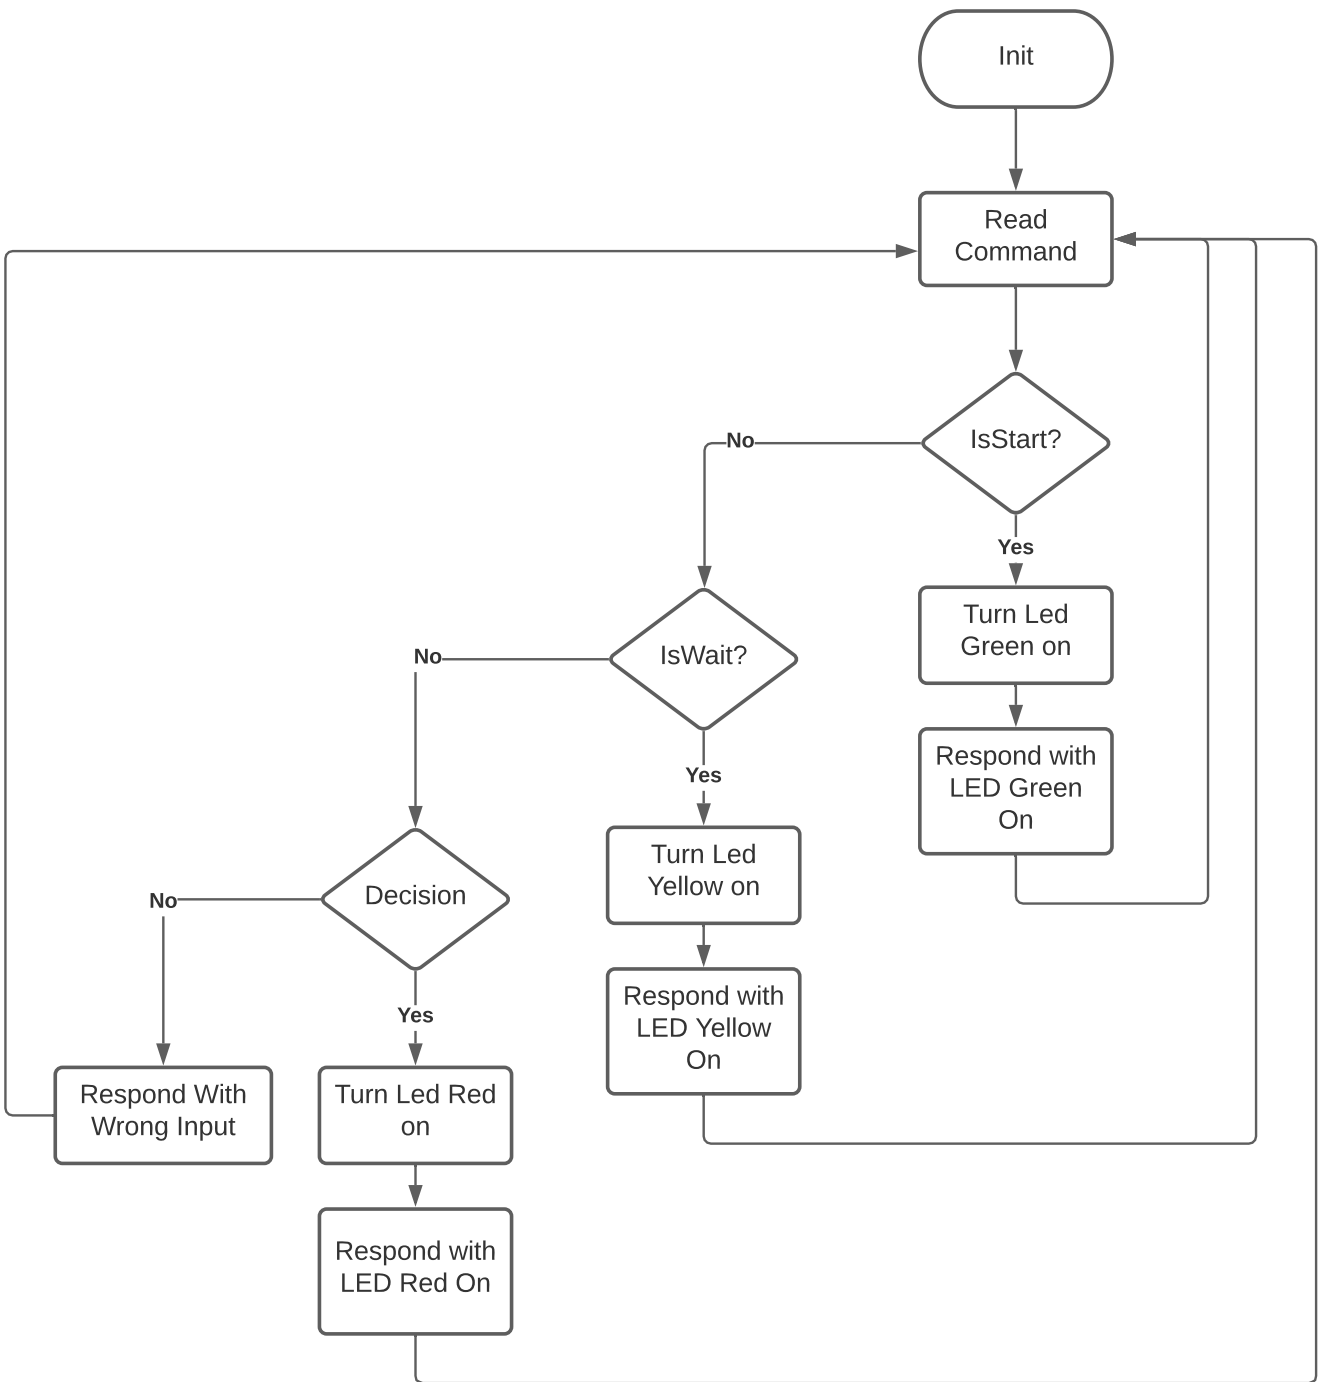 Init
Read
Command
IsStart?
No
Yes
Turn Led
Green on
Respond with
LED Green
On
IsWait?
No
Yes
Turn Led
Yellow on
Respond with
LED Yellow
On
Decision
No
Yes
Respond With
Wrong Input
Turn Led Red
on
Respond with
LED Red On